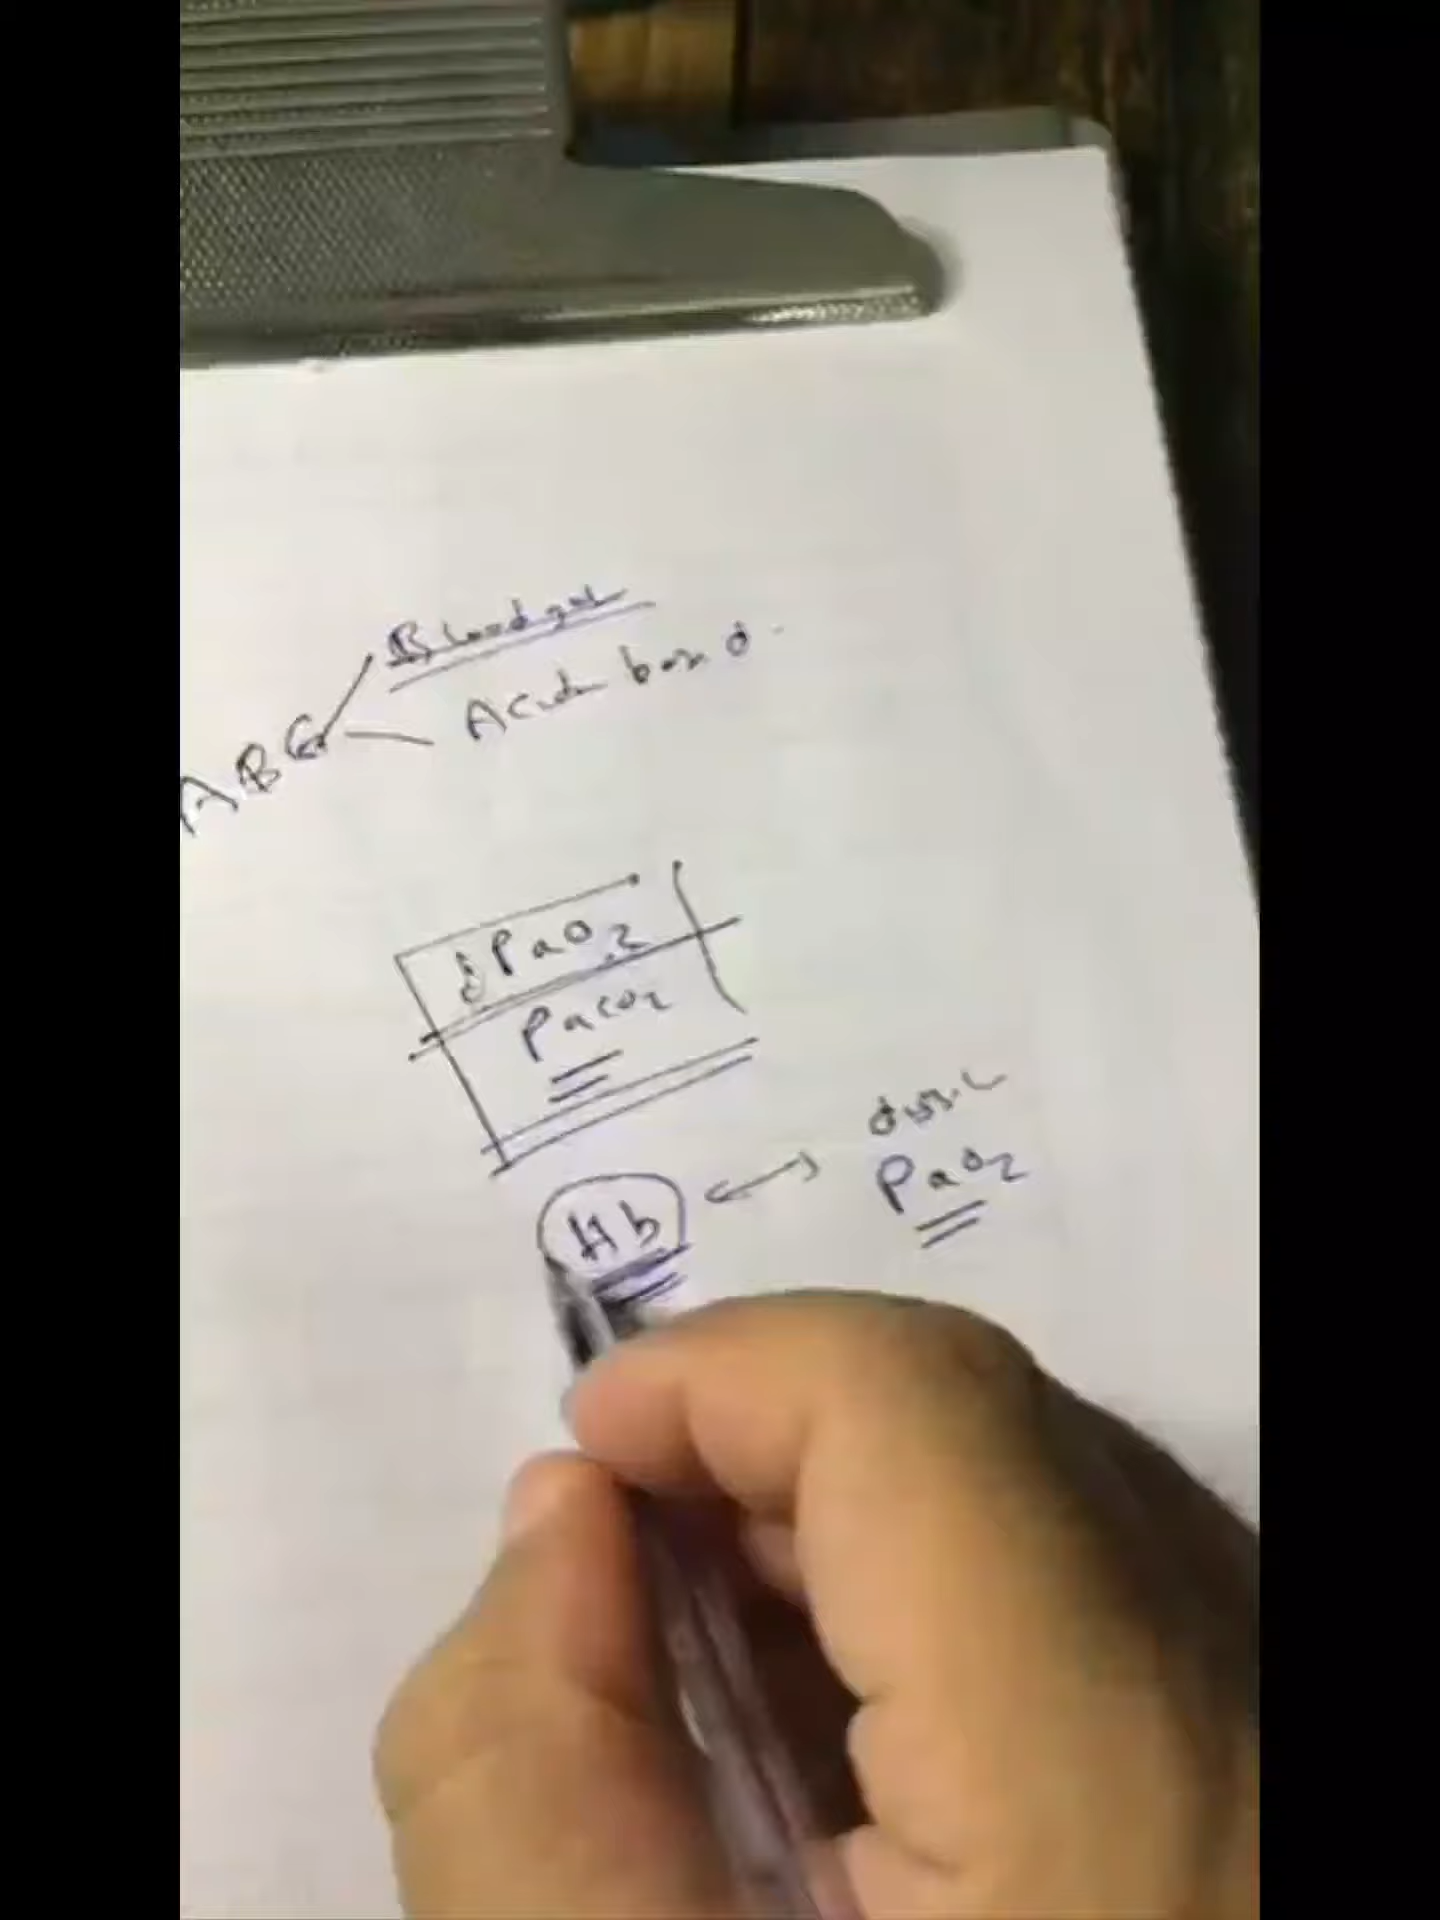 Blood gas
ABG
Acid base d.
↓PaO2
PaCO2
Hb ↔ PaO2